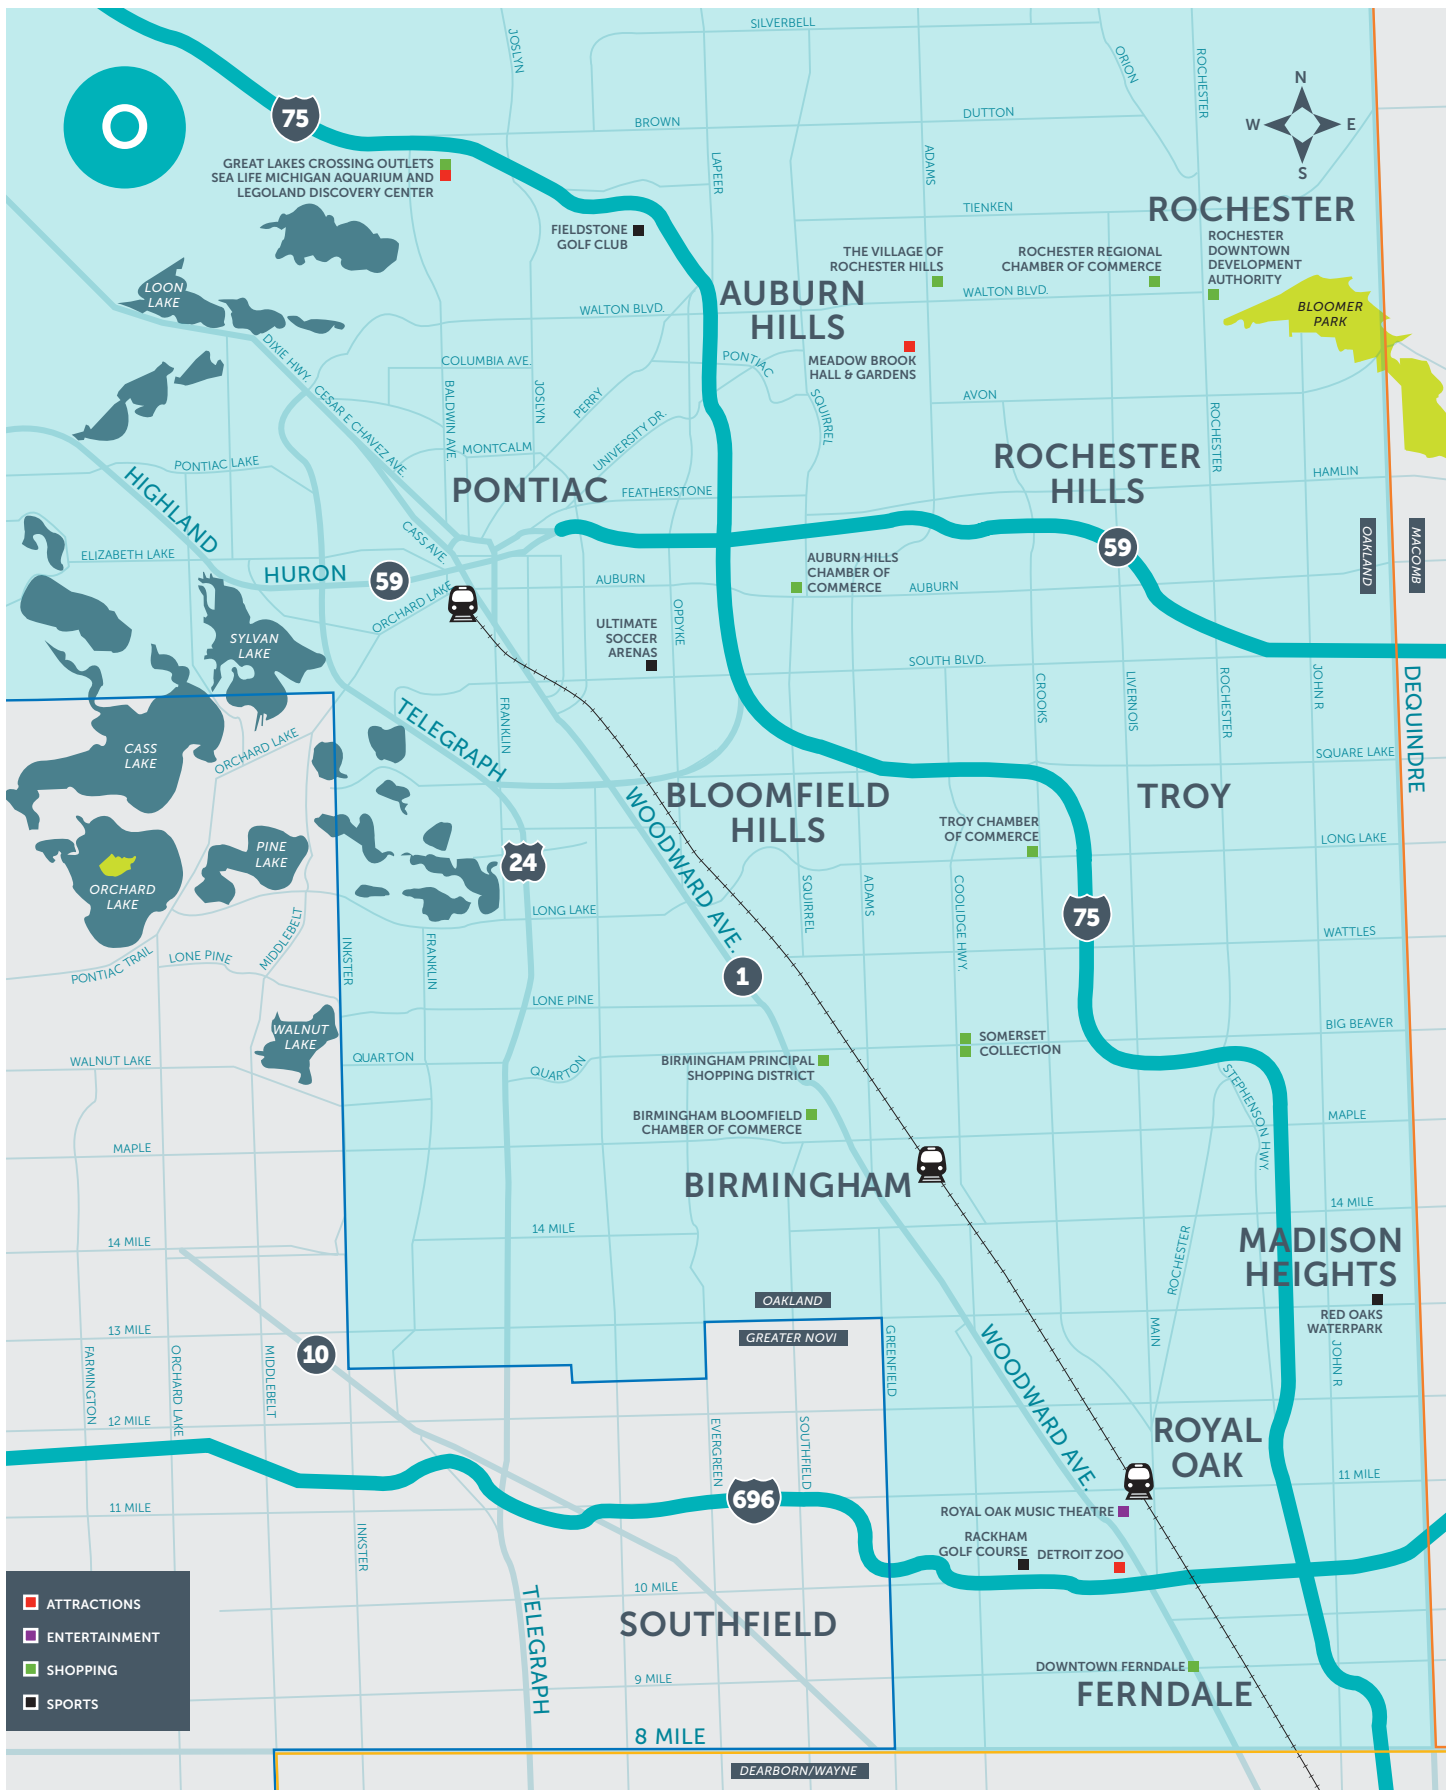 SILVERBELL
JOSLYN
ORION
ROCHESTER
N
W
E
S
75
BROWN
DUTTON
LAPEER
ADAMS
GREAT LAKES CROSSING OUTLETS
SEA LIFE MICHIGAN AQUARIUM AND
LEGOLAND DISCOVERY CENTER
TIENKEN
ROCHESTER
FIELDSTONE
GOLF CLUB
THE VILLAGE OF
ROCHESTER HILLS
ROCHESTER REGIONAL
CHAMBER OF COMMERCE
ROCHESTER
DOWNTOWN
DEVELOPMENT
AUTHORITY
LOON
LAKE
AUBURN
HILLS
WALTON BLVD.
WALTON BLVD.
BLOOMER
PARK
DIXIE HWY.
COLUMBIA AVE.
PONTIAC
MEADOW BROOK
HALL & GARDENS
CESAR E CHAVEZ AVE.
BALDWIN AVE.
JOSLYN
PERRY
UNIVERSITY DR.
SQUIRREL
AVON
ROCHESTER
MONTCALM
PONTIAC LAKE
HIGHLAND
PONTIAC
FEATHERSTONE
ROCHESTER
HILLS
HAMLIN
CASS AVE.
ELIZABETH LAKE
HURON
59
ORCHARD LAKE
AUBURN
OPDYKE
AUBURN HILLS
CHAMBER OF
COMMERCE
AUBURN
59
OAKLAND
MACOMB
ULTIMATE
SOCCER
ARENAS
SYLVAN
LAKE
SOUTH BLVD.
CROOKS
LIVERNOIS
ROCHESTER
JOHN R
DEQUINDRE
TELEGRAPH
FRANKLIN
CASS
LAKE
ORCHARD LAKE
SQUARE LAKE
WOODWARD AVE.
BLOOMFIELD
HILLS
TROY
TROY CHAMBER
OF COMMERCE
LONG LAKE
PINE
LAKE
24
ORCHARD
LAKE
LONG LAKE
SQUIRREL
ADAMS
COOLIDGE HWY.
75
WATTLES
PONTIAC TRAIL
LONE PINE
MIDDLEBELT
INKSTER
FRANKLIN
1
LONE PINE
WALNUT
LAKE
BIG BEAVER
SOMERSET
COLLECTION
WALNUT LAKE
QUARTON
QUARTON
BIRMINGHAM PRINCIPAL
SHOPPING DISTRICT
STEPHENSON HWY.
BIRMINGHAM BLOOMFIELD
CHAMBER OF COMMERCE
MAPLE
MAPLE
BIRMINGHAM
14 MILE
14 MILE
14 MILE
ROCHESTER
MADISON
HEIGHTS
OAKLAND
GREATER NOVI
RED OAKS
WATERPARK
13 MILE
10
GREENFIELD
WOODWARD AVE.
MAIN
JOHN R
FARMINGTON
ORCHARD LAKE
MIDDLEBELT
12 MILE
EVERGREEN
SOUTHFIELD
ROYAL
OAK
11 MILE
11 MILE
696
ROYAL OAK MUSIC THEATRE
INKSTER
RACKHAM
GOLF COURSE
DETROIT ZOO
10 MILE
SOUTHFIELD
TELEGRAPH
ATTRACTIONS
ENTERTAINMENT
SHOPPING
SPORTS
9 MILE
DOWNTOWN FERNDALE
FERNDALE
8 MILE
DEARBORN/WAYNE